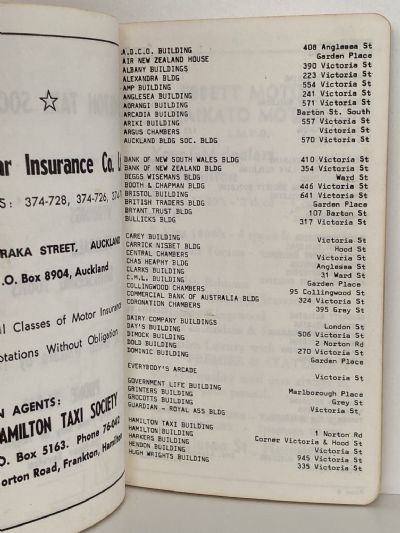 ☆
ar Insurance Co. L
S: 374-728, 374-726, 374-7
RAKA STREET, AUCKLAND
.O. Box 8904, Auckland
ll Classes of Motor Insurance
otations Without Obligation
N AGENTS:
HAMILTON TAXI SOCIETY
O. Box 5163. Phone 76-042
orton Road, Frankton, Hamilton
A.D.C.O. BUILDING 408 Anglesea St
AIR NEW ZEALAND HOUSE Garden Place
ALBANY BUILDINGS 390 Victoria St
ALEXANDRA BLDG 223 Victoria St
AMP BUILDING 554 Victoria St
ANGLESEA BUILDING 241 Victoria St
AORANGI BUILDING 571 Victoria St
ARCADIA BUILDING Barton St. South
ARIKI BUILDING 557 Victoria St
ARGUS CHAMBERS Victoria St
AUCKLAND BLDG SOC. BLDG 570 Victoria St
BANK OF NEW SOUTH WALES BLDG 410 Victoria St
BANK OF NEW ZEALAND BLDG 354 Victoria St
BEGGS WISEMANS BLDG Ward St
BOOTH & CHAPMAN BLDG 446 Victoria St
BRISTOL BUILDING 641 Victoria St
BRITISH TRADERS BLDG Garden Place
BRYANT TRUST BLDG 107 Barton St
BULLICKS BLDG 317 Victoria St
CAREY BUILDING Victoria St
CARRICK NISBET BLDG Hood St
CENTRAL CHAMBERS Victoria St
CHAS HEAPHY BLDG Anglesea St
CLARKS BUILDING 31 Ward St
C.M.L. BUILDING Garden Place
COLLINGWOOD CHAMBERS 95 Collingwood St
COMMERCIAL BANK OF AUSTRALIA BLDG 324 Victoria St
CORONATION CHAMBERS 395 Grey St
DAIRY COMPANY BUILDINGS London St
DAY'S BUILDING 506 Victoria St
DIMOCK BUILDING 2 Norton Rd
DOLD BUILDING 270 Victoria St
DOMINIC BUILDING Garden Place
EVERYBODY'S ARCADE Victoria St
GOVERNMENT LIFE BUILDING Marlborough Place
GRINTERS BUILDING Grey St
GROCOTTS BUILDING Victoria St.
GUARDIAN - ROYAL ASS BLDG
HAMILTON TAXI BUILDING 1 Norton Rd
HAMILTON BUILDING Corner Victoria & Hood St
HARKERS BUILDING Victoria St
HENDON BUILDING 945 Victoria St
HUGH WRIGHTS BUILDING 335 Victoria St